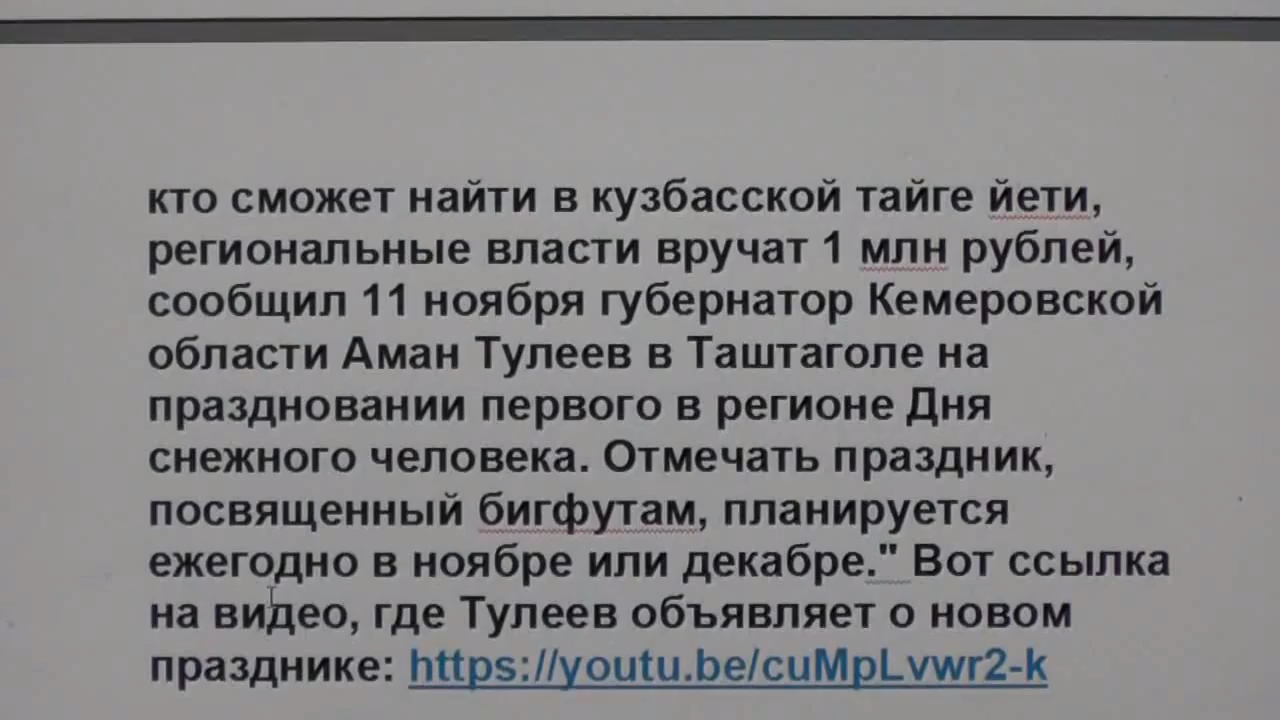 кто сможет найти в кузбасской тайге йети,
региональные власти вручат 1 млн рублей,
сообщил 11 ноября губернатор Кемеровской
области Аман Тулеев в Таштаголе на
праздновании первого в регионе Дня
снежного человека. Отмечать праздник,
посвященный бигфутам, планируется
ежегодно в ноябре или декабре." Вот ссылка
на видео, где Тулеев объявляет о новом
празднике: https://youtu.be/cuMpLvwr2-k